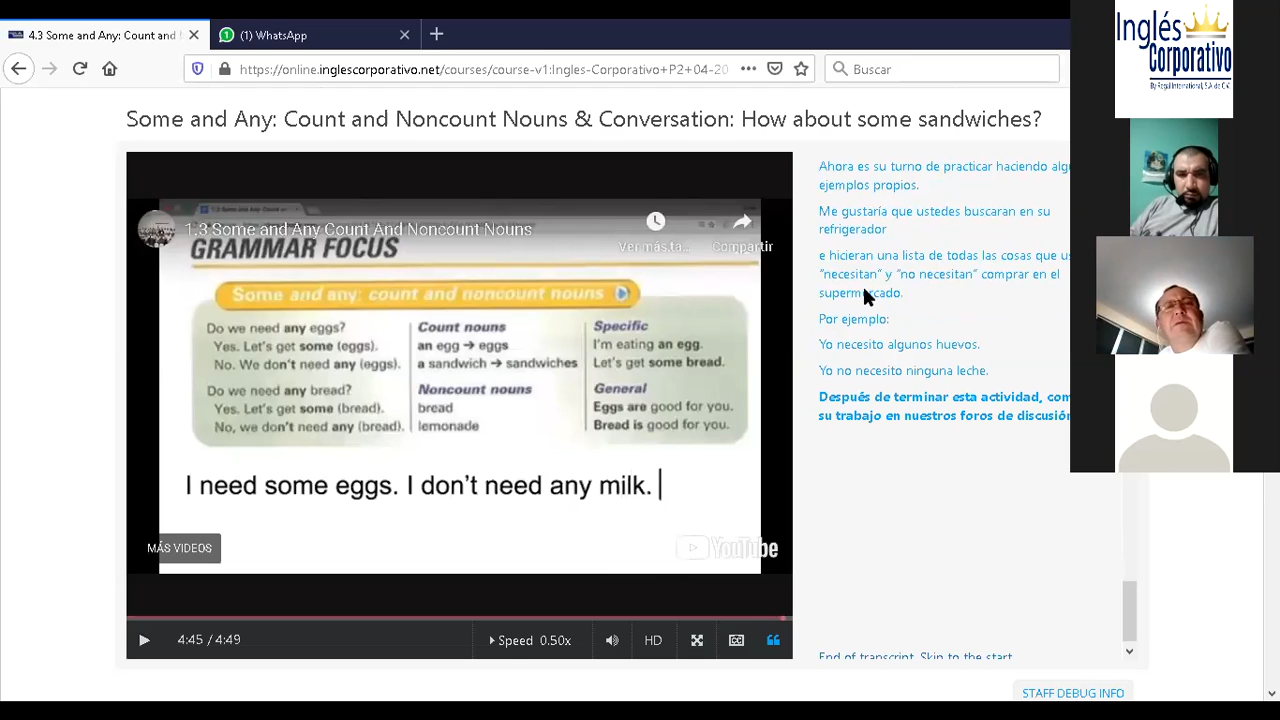 4.3 Some and Any: Count and
(1) WhatsApp
https://online.inglescorporativo.net/courses/course-v1:Ingles-Corporativo+P2+04-20
Buscar
Inglés
Corporativo
By Regal International, S.A. de C.V.
Some and Any: Count and Noncount Nouns & Conversation: How about some sandwiches?
1.3 Some and Any Count And Noncount Nouns
Ver más ta...
Compartir
GRAMMAR FOCUS
Some and any: count and noncount nouns
Do we need any eggs?
Yes. Let's get some (eggs).
No. We don't need any (eggs).
Do we need any bread?
Yes. Let's get some (bread).
No, we don't need any (bread).
Count nouns
an egg → eggs
a sandwich → sandwiches
Noncount nouns
bread
lemonade
Specific
I'm eating an egg.
Let's get some bread.
General
Eggs are good for you.
Bread is good for you.
I need some eggs. I don't need any milk.
MÁS VIDEOS
YouTube
4:45 / 4:49
Speed 0.50x
HD
Ahora es su turno de practicar haciendo alg
ejemplos propios.
Me gustaría que ustedes buscaran en su
refrigerador
e hicieran una lista de todas las cosas que us
"necesitan" y "no necesitan" comprar en el
supermercado.
Por ejemplo:
Yo necesito algunos huevos.
Yo no necesito ninguna leche.
Después de terminar esta actividad, com
su trabajo en nuestros foros de discusión
End of transcript. Skip to the start.
STAFF DEBUG INFO